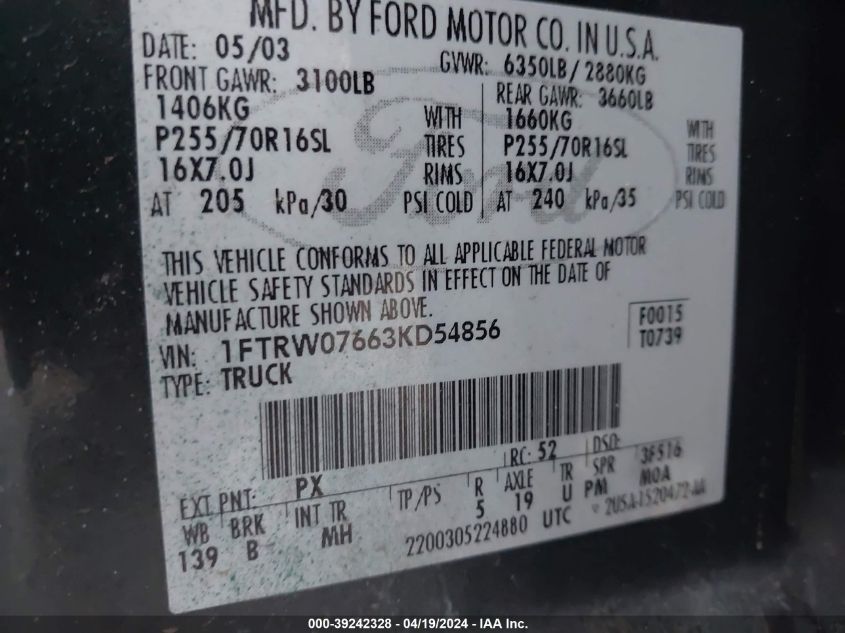 MFD. BY FORD MOTOR CO. IN U.S.A.
DATE: 05/03 GVWR: 6350LB/ 2880KG
FRONT GAWR: 3100LB REAR GAWR: 3660LB
1406KG WITH 1660KG WITH
P255/70R16SL TIRES P255/70R16SL TIRES
16X7.0J RIMS 16X7.0J RIMS
AT 205 kPa/30 PSI COLD AT 240 kPa/35 PSI COLD
Ford
THIS VEHICLE CONFORMS TO ALL APPLICABLE FEDERAL MOTOR
VEHICLE SAFETY STANDARDS IN EFFECT ON THE DATE OF
MANUFACTURE SHOWN ABOVE.
VIN: 1FTRW07663KD54856 F0015
TYPE: TRUCK T0739
EXT PNT: PX RC: 52 DSO: 3F516
WB BRK INT TR TP/PS R AXLE TR SPR MOA
139 B MH 5 19 U PM
2200305224880 UTC 2U5A-1520472-AA
000-39242328 - 04/19/2024 - IAA Inc.